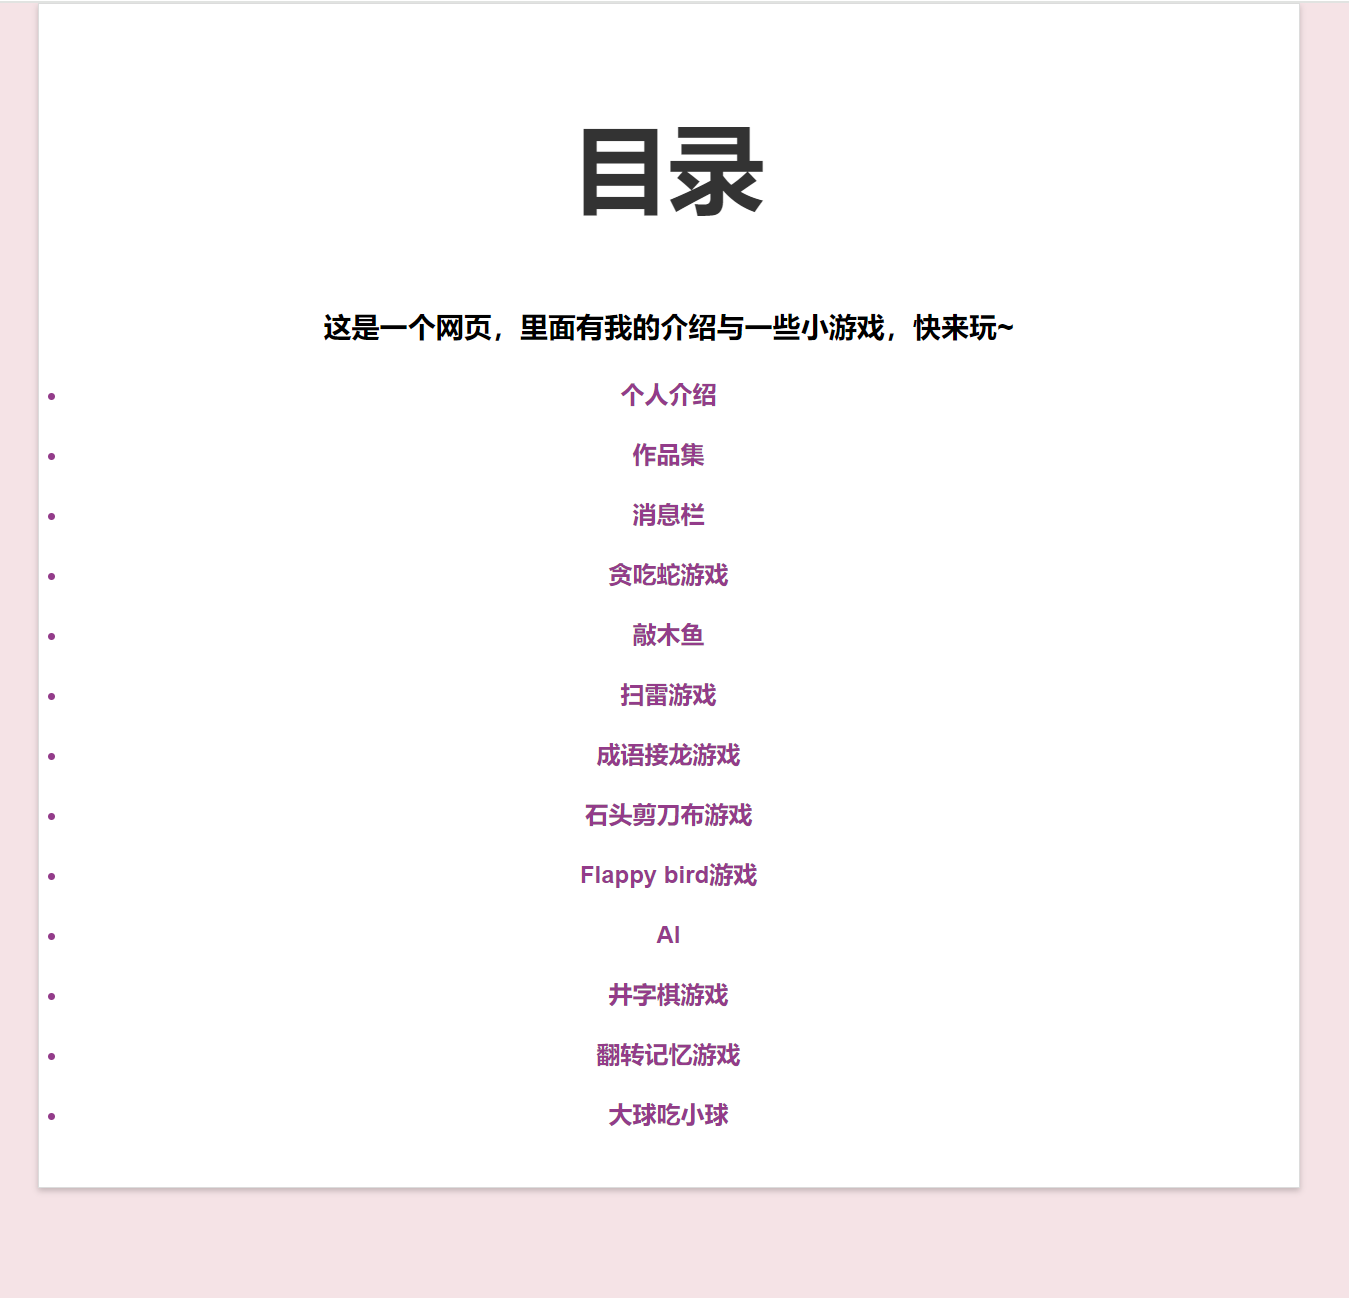 目录
这是一个网页，里面有我的介绍与一些小游戏，快来玩~
个人介绍
作品集
消息栏
贪吃蛇游戏
敲木鱼
扫雷游戏
成语接龙游戏
石头剪刀布游戏
Flappy bird游戏
AI
井字棋游戏
翻转记忆游戏
大球吃小球